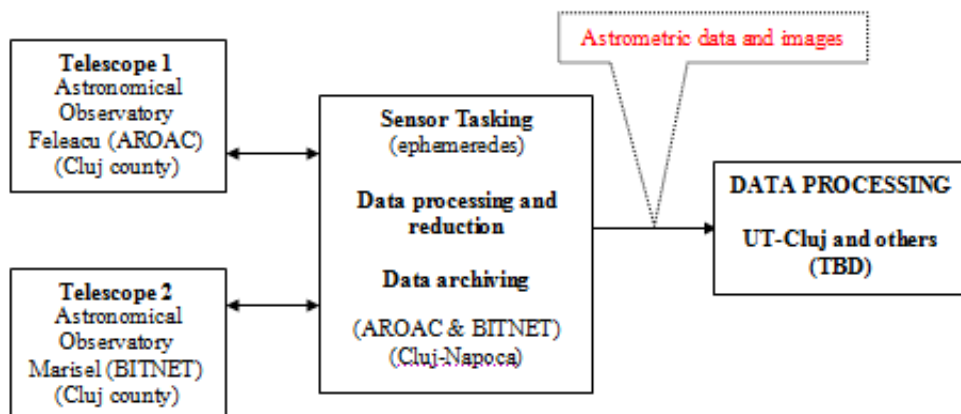 Telescope 1
Astronomical
Observatory
Feleacu (AROAC)
(Cluj county)
Telescope 2
Astronomical
Observatory
Marisel (BITNET)
(Cluj county)
Sensor Tasking
(ephemeredes)
Data processing and
reduction
Data archiving
(AROAC & BITNET)
(Cluj-Napoca)
Astrometric data and images
DATA PROCESSING
UT-Cluj and others
(TBD)